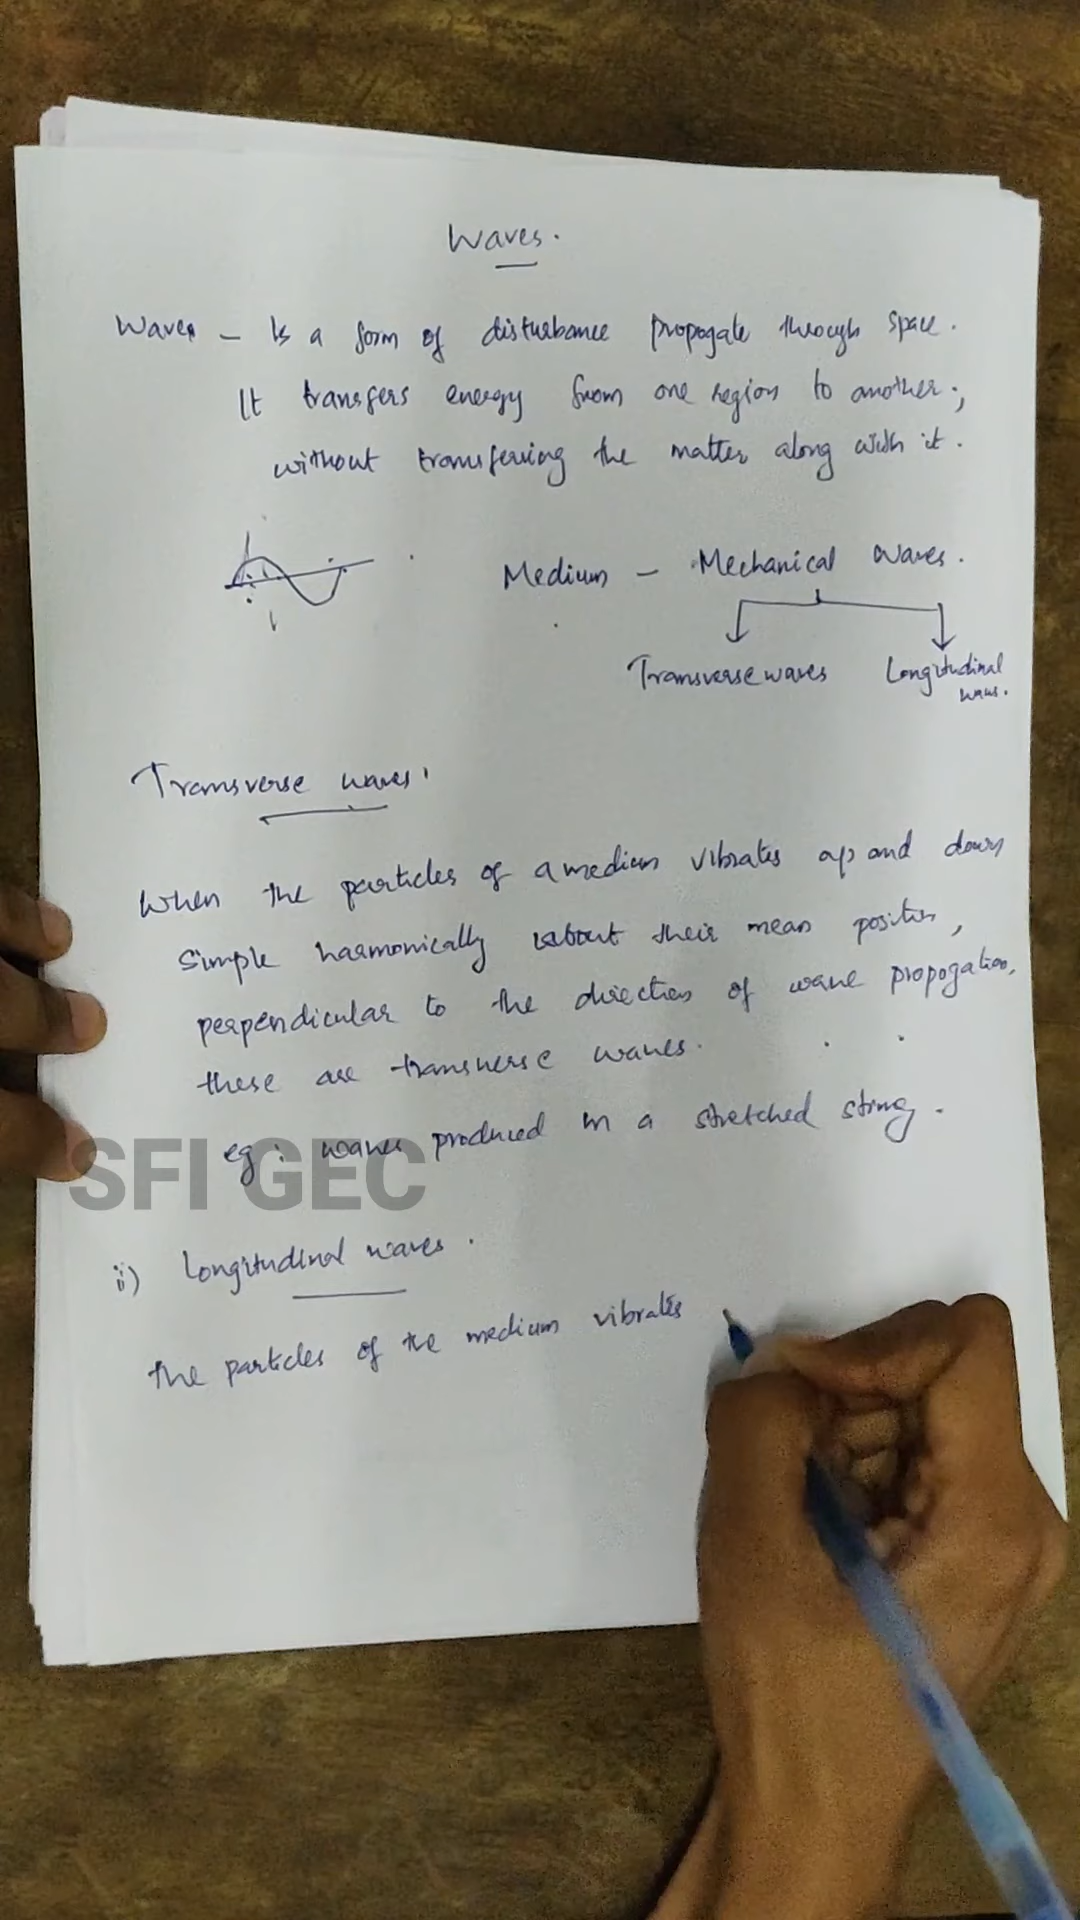 Waves.
Waves - Is a form of disturbance propogate through space.
It transfers energy from one region to another,
without transferring the matter along with it.
Medium - Mechanical waves.
Transverse waves Longitudinal
waves.
Transverse waves.
When the particles of a medium vibrates up and down
simple harmonically about their mean position,
perpendicular to the direction of wave propogation,
these are transverse waves.
eg: waves produced in a stretched string.
SFI GEC
ii) Longitudinal waves.
The particles of the medium vibrates